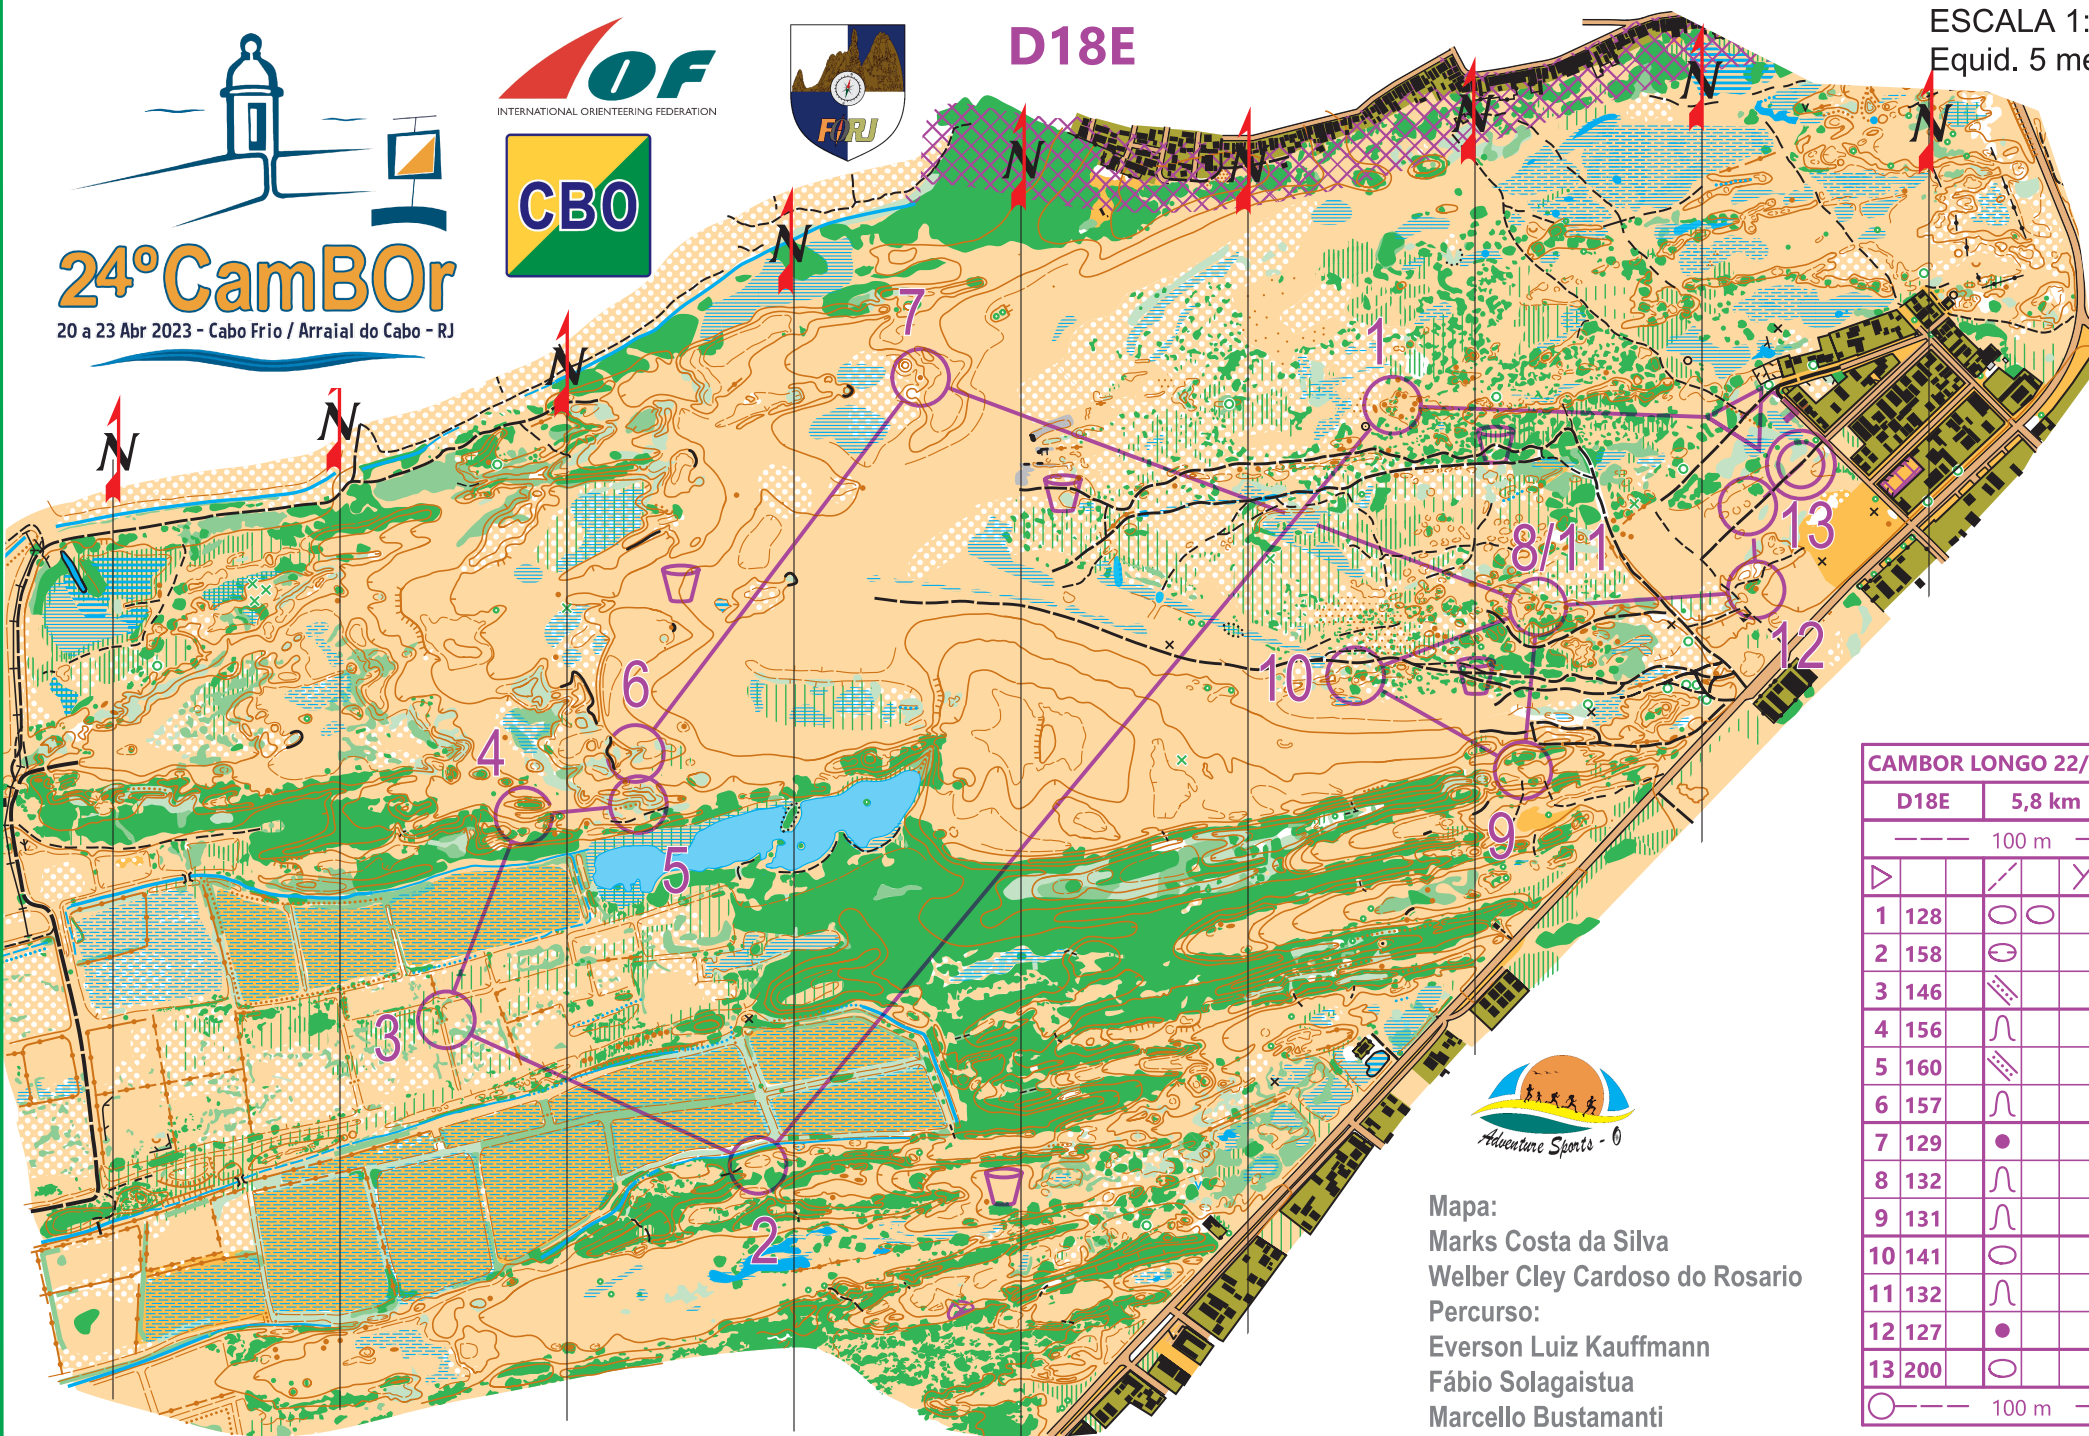 D18E
ESCALA 1:
Equid. 5 me
INTERNATIONAL ORIENTEERING FEDERATION
IOF
FORJ
CBO
24ºCamBOr
20 a 23 Abr 2023 - Cabo Frio / Arraial do Cabo - RJ
N
N
N
N
N
N
N
N
N
7
1
8/11
13
12
10
6
4
9
5
3
2
CAMBOR LONGO 22/
D18E 5,8 km
100 m
1 128
2 158
3 146
4 156
5 160
6 157
7 129
8 132
9 131
10 141
11 132
12 127
13 200
100 m
Adventure Sports - O
Mapa:
Marks Costa da Silva
Welber Cley Cardoso do Rosario
Percurso:
Everson Luiz Kauffmann
Fábio Solagaistua
Marcello Bustamanti